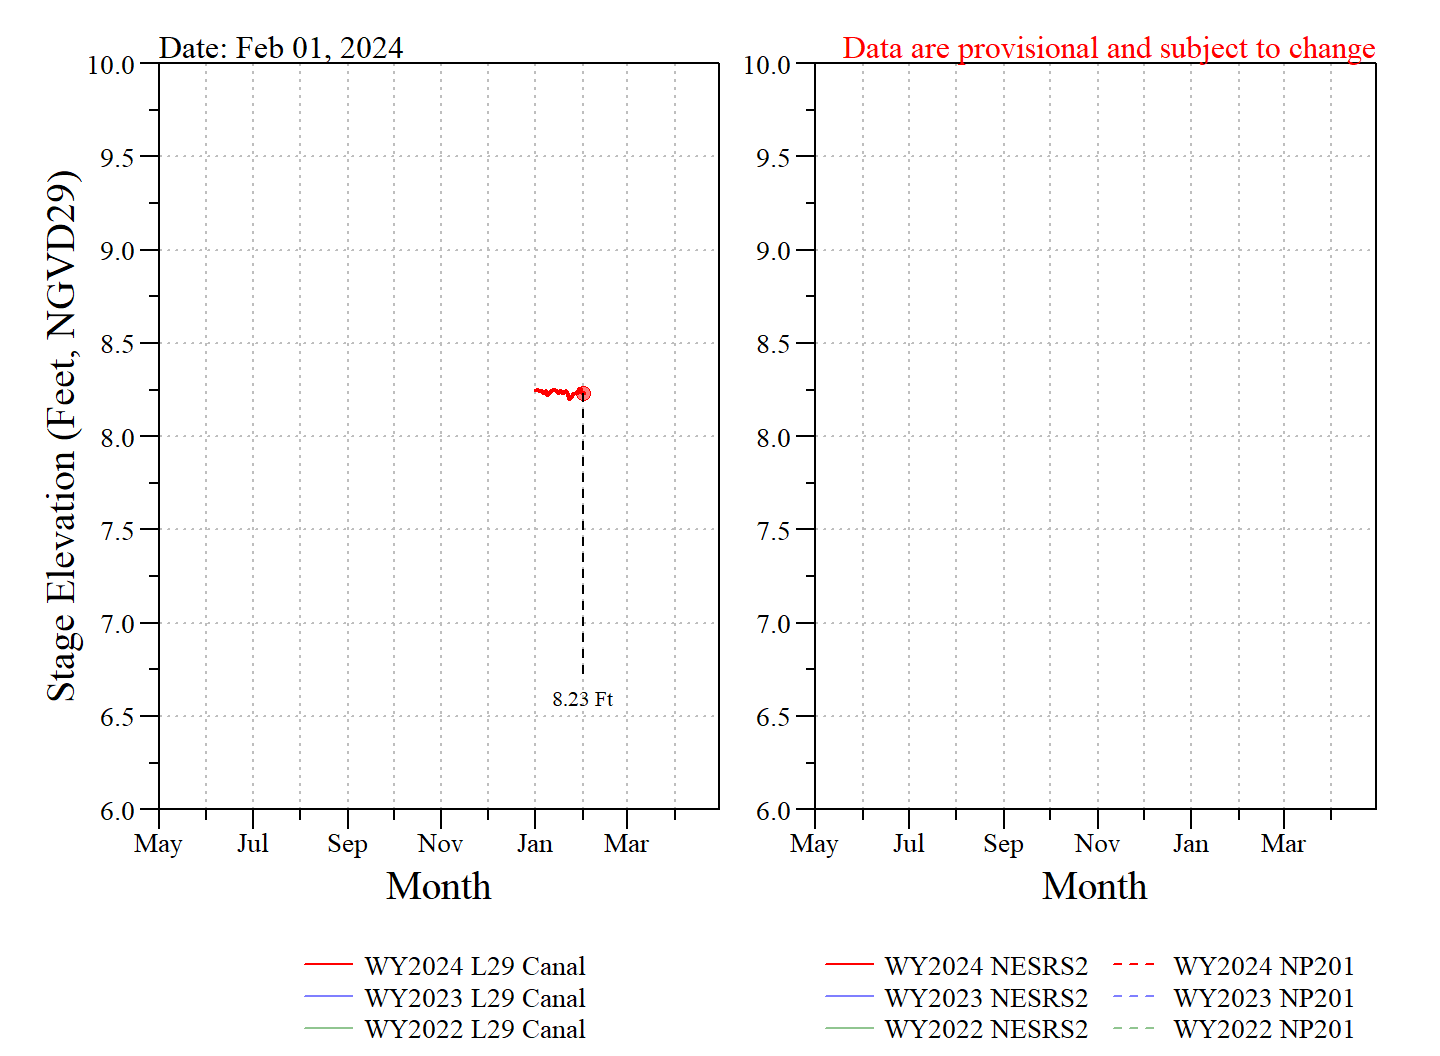 Date: Feb 01, 2024
Data are provisional and subject to change
Stage Elevation (Feet, NGVD29)
10.0
9.5
9.0
8.5
8.0
7.5
7.0
6.5
6.0
8.23 Ft
May Jul Sep Nov Jan Mar
Month
10.0
9.5
9.0
8.5
8.0
7.5
7.0
6.5
6.0
May Jul Sep Nov Jan Mar
Month
WY2024 L29 Canal
WY2023 L29 Canal
WY2022 L29 Canal
WY2024 NESRS2 WY2024 NP201
WY2023 NESRS2 WY2023 NP201
WY2022 NESRS2 WY2022 NP201